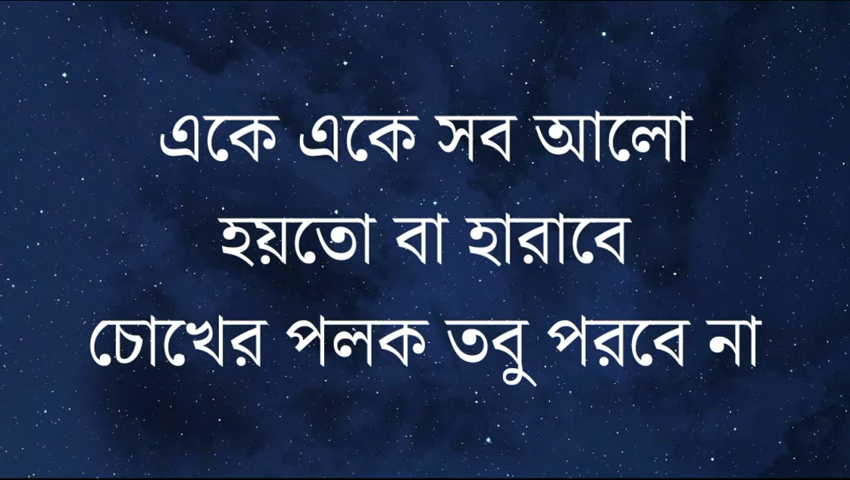 একে একে সব আলো
হয়তো বা হারাবে
চোখের পলক তবু পরবে না